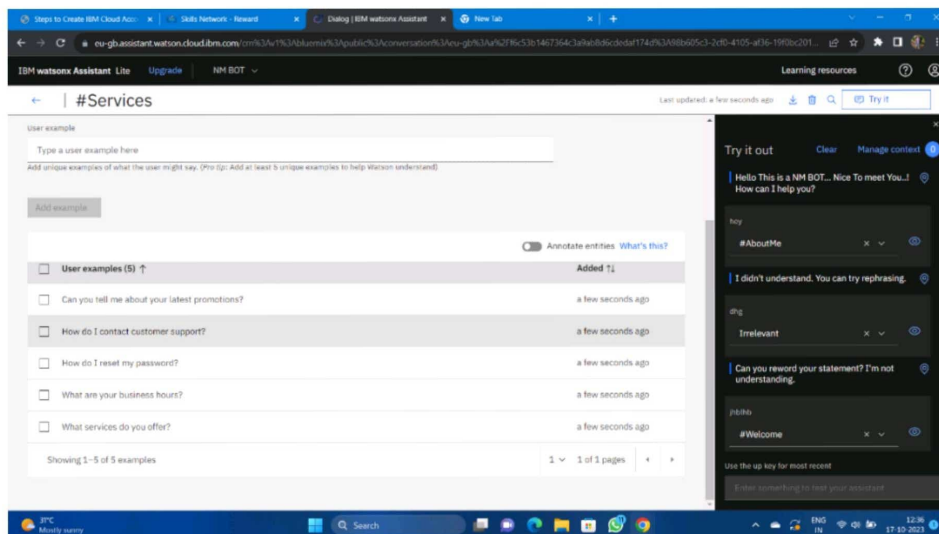 Steps to Create IBM Cloud Acc
Skills Network - Reward
Dialog | IBM watsonx Assistant
New Tab
IBM watsonx Assistant Lite Upgrade NM BOT
Learning resources
#Services
Last updated: a few seconds ago
Try it
User example
Type a user example here
Add unique examples of what the user might say. (Pro tip: Add at least 5 unique examples to help Watson understand)
Add example
Annotate entities What's this?
User examples (5) ↑ Added ↑↓
Can you tell me about your latest promotions? a few seconds ago
How do I contact customer support? a few seconds ago
How do I reset my password? a few seconds ago
What are your business hours? a few seconds ago
What services do you offer? a few seconds ago
Showing 1–5 of 5 examples 1 1 of 1 pages
Try it out Clear Manage context 0
Hello This is a NM BOT... Nice To meet You..!
How can I help you?
hey
#AboutMe
I didn't understand. You can try rephrasing.
dhg
Irrelevant
Can you reword your statement? I'm not
understanding.
#Welcome
Use the up key for most recent
Enter something to test your assistant
31°C
Mostly sunny
Search
ENG
IN
12:36
17-10-2023